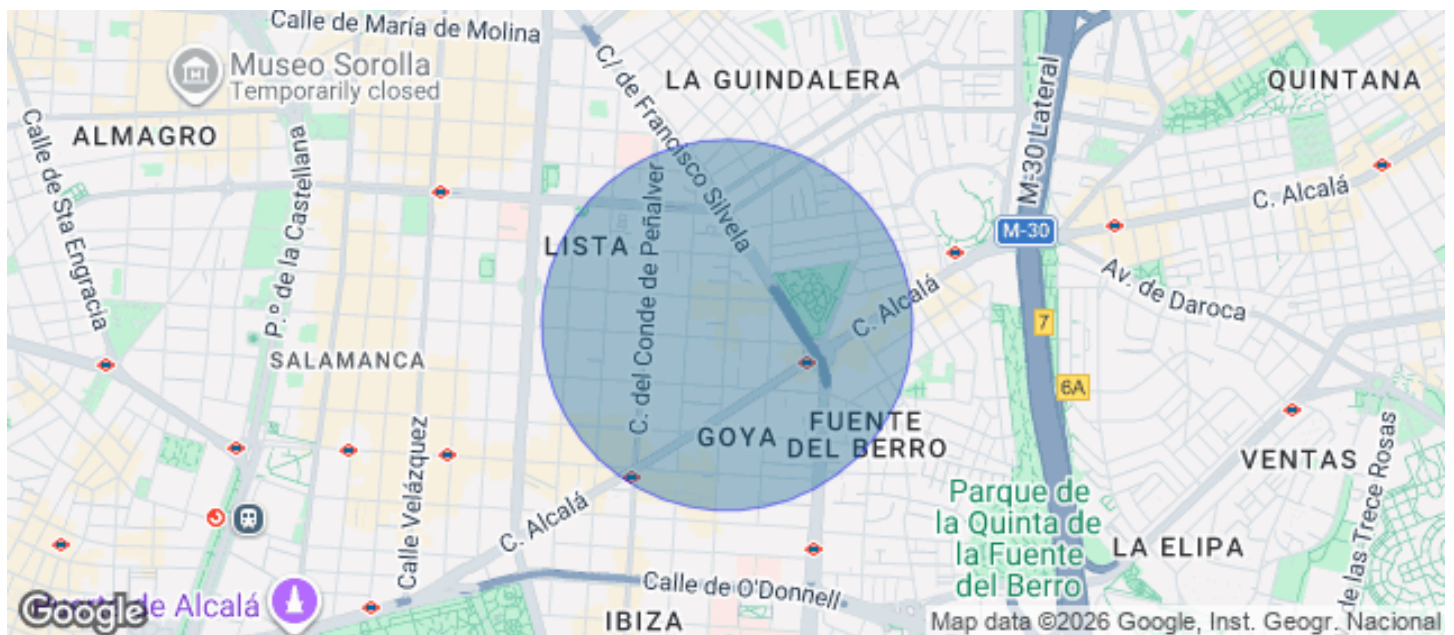 Calle de María de Molina
Museo Sorolla
Temporarily closed
LA GUINDALERA
QUINTANA
ALMAGRO
C/ de Francisco Silvela
M-30 Lateral
Calle de Sta Engracia
P.º de la Castellana
C. del Conde de Peñalver
C. Alcalá
M-30
LISTA
Av. de Daroca
C. Alcalá
7
SALAMANCA
6A
FUENTE
DEL BERRO
GOYA
Calle Velázquez
VENTAS
Parque de
la Quinta de
la Fuente
del Berro
C. Alcalá
LA ELIPA
de las Trece Rosas
Calle de O'Donnell
de Alcalá
Google
IBIZA
Map data ©2026 Google, Inst. Geogr. Nacional